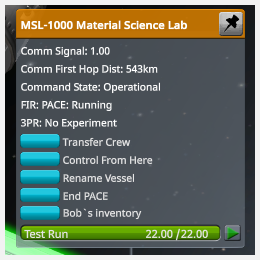 MSL-1000 Material Science Lab
Comm Signal: 1.00
Comm First Hop Dist: 543km
Command State: Operational
FIR: PACE: Running
3PR: No Experiment
Transfer Crew
Control From Here
Rename Vessel
End PACE
Bob`s inventory
Test Run 22.00 /22.00